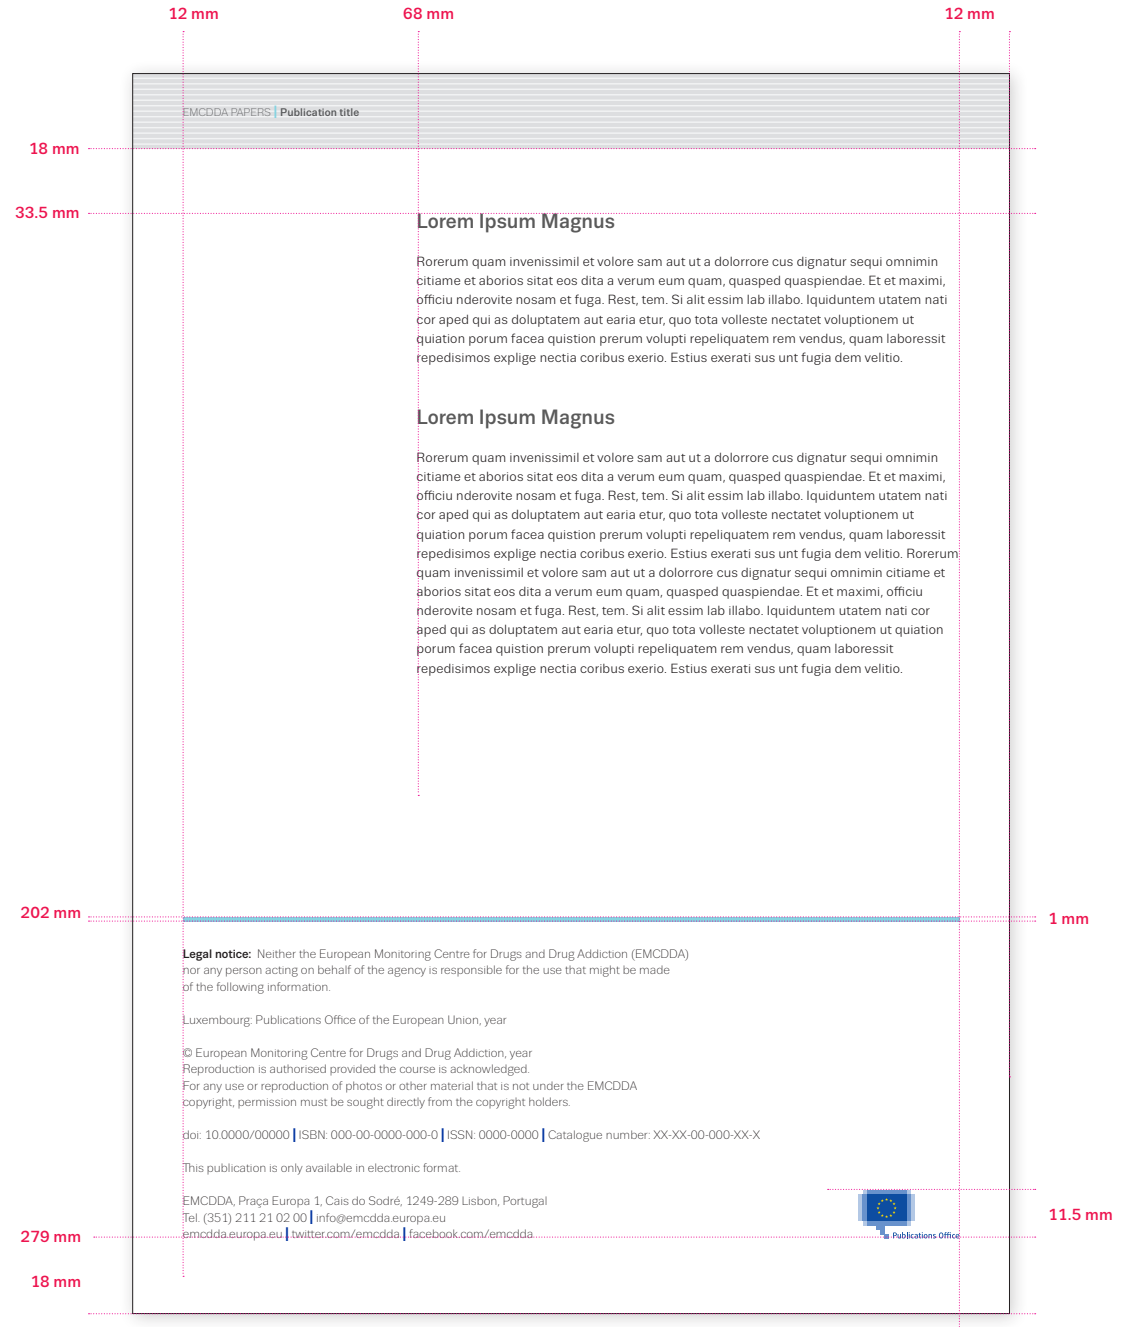 12 mm 68 mm 12 mm
EMCDDA PAPERS | Publication title
18 mm
33.5 mm
Lorem Ipsum Magnus
Rorerum quam invenissimil et volore sam aut ut a dolorrore cus dignatur sequi omnimin
citiame et aborios sitat eos dita a verum eum quam, quasped quaspiendae. Et et maximi,
officiu nderovite nosam et fuga. Rest, tem. Si alit essim lab illabo. Iquiduntem utatem nati
cor aped qui as doluptatem aut earia etur, quo tota volleste nectatet voluptionem ut
quiation porum facea quistion prerum volupti repeliquatem rem vendus, quam laboressit
repedisimos explige nectia coribus exerio. Estius exerati sus unt fugia dem velitio.
Lorem Ipsum Magnus
Rorerum quam invenissimil et volore sam aut ut a dolorrore cus dignatur sequi omnimin
citiame et aborios sitat eos dita a verum eum quam, quasped quaspiendae. Et et maximi,
officiu nderovite nosam et fuga. Rest, tem. Si alit essim lab illabo. Iquiduntem utatem nati
cor aped qui as doluptatem aut earia etur, quo tota volleste nectatet voluptionem ut
quiation porum facea quistion prerum volupti repeliquatem rem vendus, quam laboressit
repedisimos explige nectia coribus exerio. Estius exerati sus unt fugia dem velitio. Rorerum
quam invenissimil et volore sam aut ut a dolorrore cus dignatur sequi omnimin citiame et
aborios sitat eos dita a verum eum quam, quasped quaspiendae. Et et maximi, officiu
nderovite nosam et fuga. Rest, tem. Si alit essim lab illabo. Iquiduntem utatem nati cor
aped qui as doluptatem aut earia etur, quo tota volleste nectatet voluptionem ut quiation
porum facea quistion prerum volupti repeliquatem rem vendus, quam laboressit
repedisimos explige nectia coribus exerio. Estius exerati sus unt fugia dem velitio.
202 mm
1 mm
Legal notice: Neither the European Monitoring Centre for Drugs and Drug Addiction (EMCDDA)
nor any person acting on behalf of the agency is responsible for the use that might be made
of the following information.
Luxembourg: Publications Office of the European Union, year
© European Monitoring Centre for Drugs and Drug Addiction, year
Reproduction is authorised provided the course is acknowledged.
For any use or reproduction of photos or other material that is not under the EMCDDA
copyright, permission must be sought directly from the copyright holders.
doi: 10.0000/00000 | ISBN: 000-00-0000-000-0 | ISSN: 0000-0000 | Catalogue number: XX-XX-00-000-XX-X
This publication is only available in electronic format.
EMCDDA, Praça Europa 1, Cais do Sodré, 1249-289 Lisbon, Portugal
Tel. (351) 211 21 02 00 | info@emcdda.europa.eu
emcdda.europa.eu | twitter.com/emcdda | facebook.com/emcdda
Publications Office
11.5 mm
279 mm
18 mm